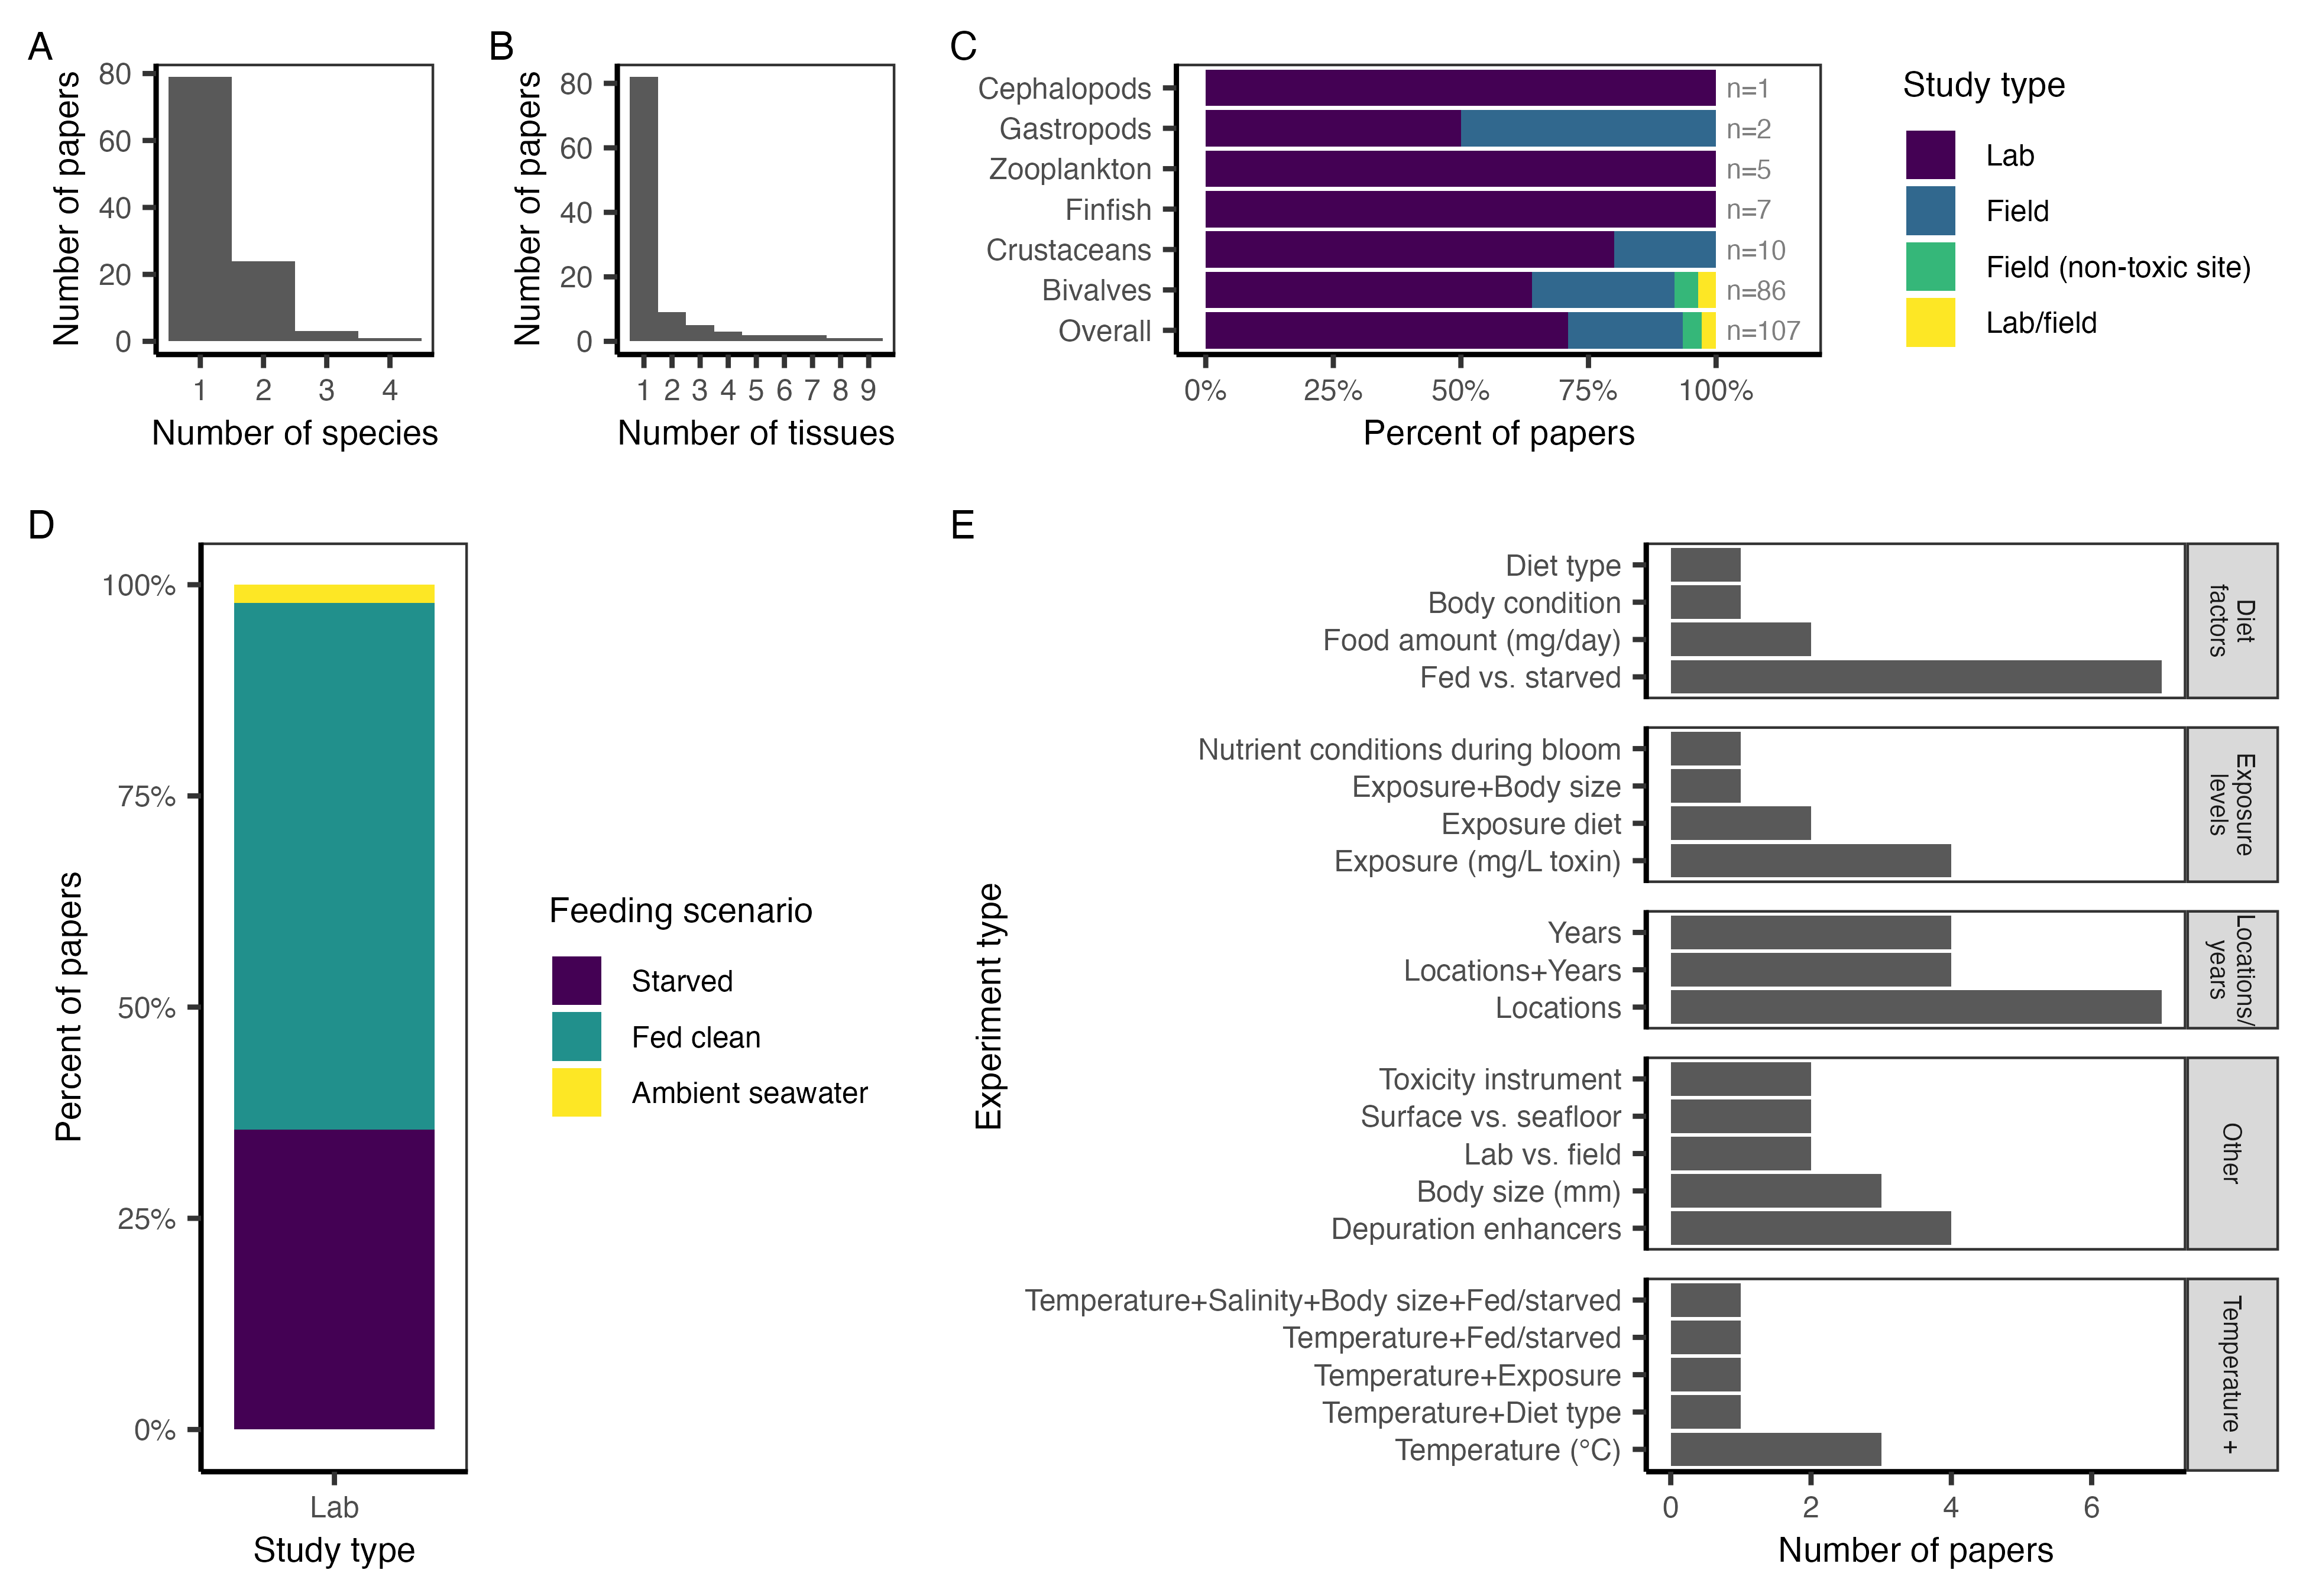 A
80
60
40
20
0
Number of papers
1 2 3 4
Number of species
B
80
60
40
20
0
Number of papers
1 2 3 4 5 6 7 8 9
Number of tissues
C
Cephalopods n=1
Gastropods n=2
Zooplankton n=5
Finfish n=7
Crustaceans n=10
Bivalves n=86
Overall n=107
0% 25% 50% 75% 100%
Percent of papers
Study type
Lab
Field
Field (non-toxic site)
Lab/field
D
100%
75%
50%
25%
0%
Percent of papers
Lab
Study type
Feeding scenario
Starved
Fed clean
Ambient seawater
E
Experiment type
Diet type
Body condition
Food amount (mg/day)
Fed vs. starved
Diet
factors
Nutrient conditions during bloom
Exposure+Body size
Exposure diet
Exposure (mg/L toxin)
Exposure
levels
Years
Locations+Years
Locations
Locations/
years
Toxicity instrument
Surface vs. seafloor
Lab vs. field
Body size (mm)
Depuration enhancers
Other
Temperature+Salinity+Body size+Fed/starved
Temperature+Fed/starved
Temperature+Exposure
Temperature+Diet type
Temperature (°C)
Temperature +
0 2 4 6
Number of papers